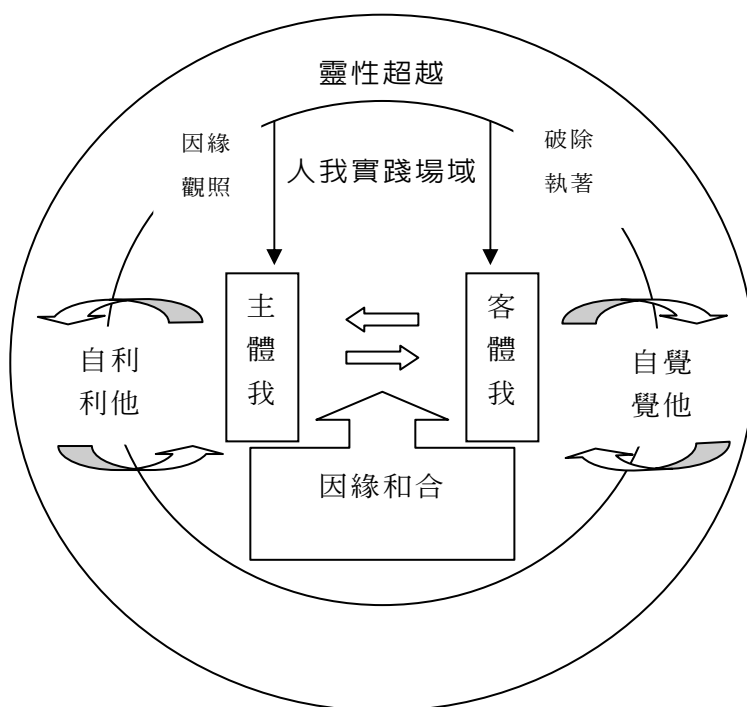 靈性超越
因緣
觀照
破除
執著
人我實踐場域
主
體
我
客
體
我
自利
利他
自覺
覺他
因緣和合